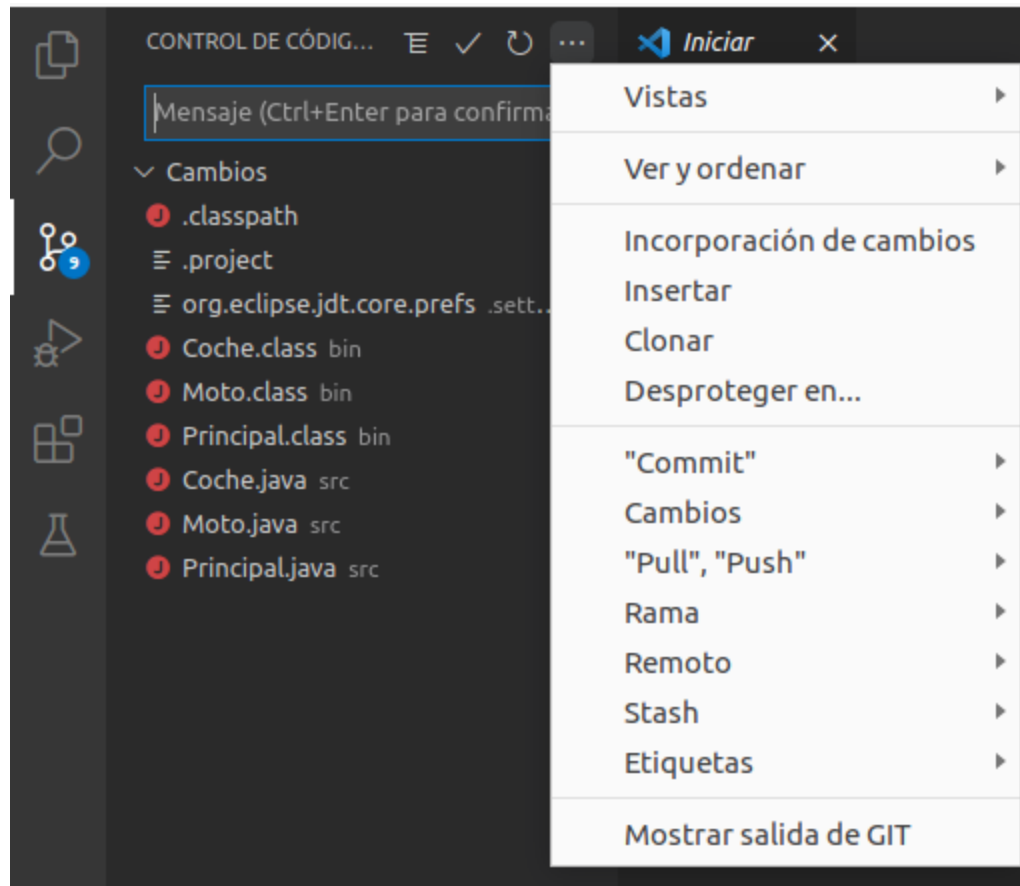 CONTROL DE CÓDIG...
Iniciar
Mensaje (Ctrl+Enter para confirma
Cambios
.classpath
.project
org.eclipse.jdt.core.prefs .sett...
Coche.class bin
Moto.class bin
Principal.class bin
Coche.java src
Moto.java src
Principal.java src
9
Vistas
Ver y ordenar
Incorporación de cambios
Insertar
Clonar
Desproteger en...
"Commit"
Cambios
"Pull", "Push"
Rama
Remoto
Stash
Etiquetas
Mostrar salida de GIT